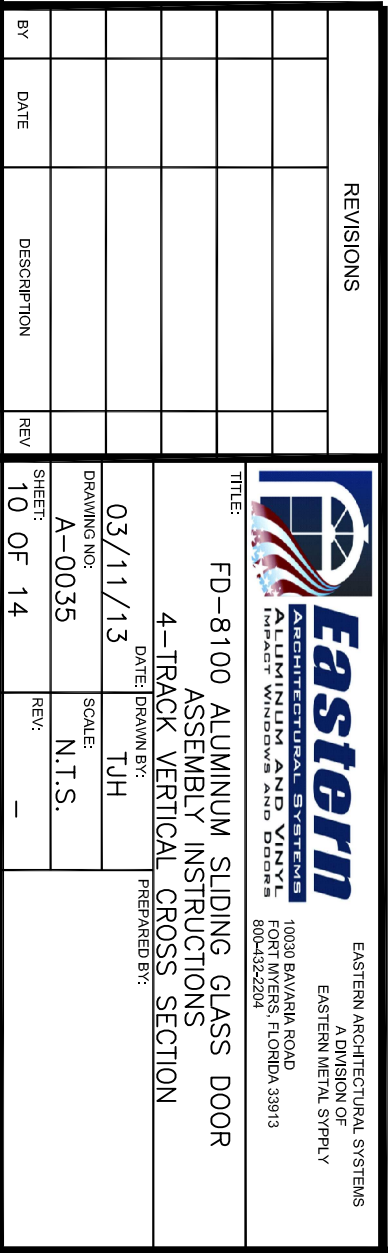 REVISIONS
BY DATE DESCRIPTION REV
Eastern
ARCHITECTURAL SYSTEMS
ALUMINUM AND VINYL
IMPACT WINDOWS AND DOORS
EASTERN ARCHITECTURAL SYSTEMS
A DIVISION OF
EASTERN METAL SYPPLY
10030 BAVARIA ROAD
FORT MYERS, FLORIDA 33913
800-432-2204
TITLE:
FD-8100 ALUMINUM SLIDING GLASS DOOR
ASSEMBLY INSTRUCTIONS
4-TRACK VERTICAL CROSS SECTION
DATE:
03/11/13
DRAWN BY:
TJH
PREPARED BY:
DRAWING NO:
A-0035
SCALE:
N.T.S.
SHEET:
10 OF 14
REV:
–